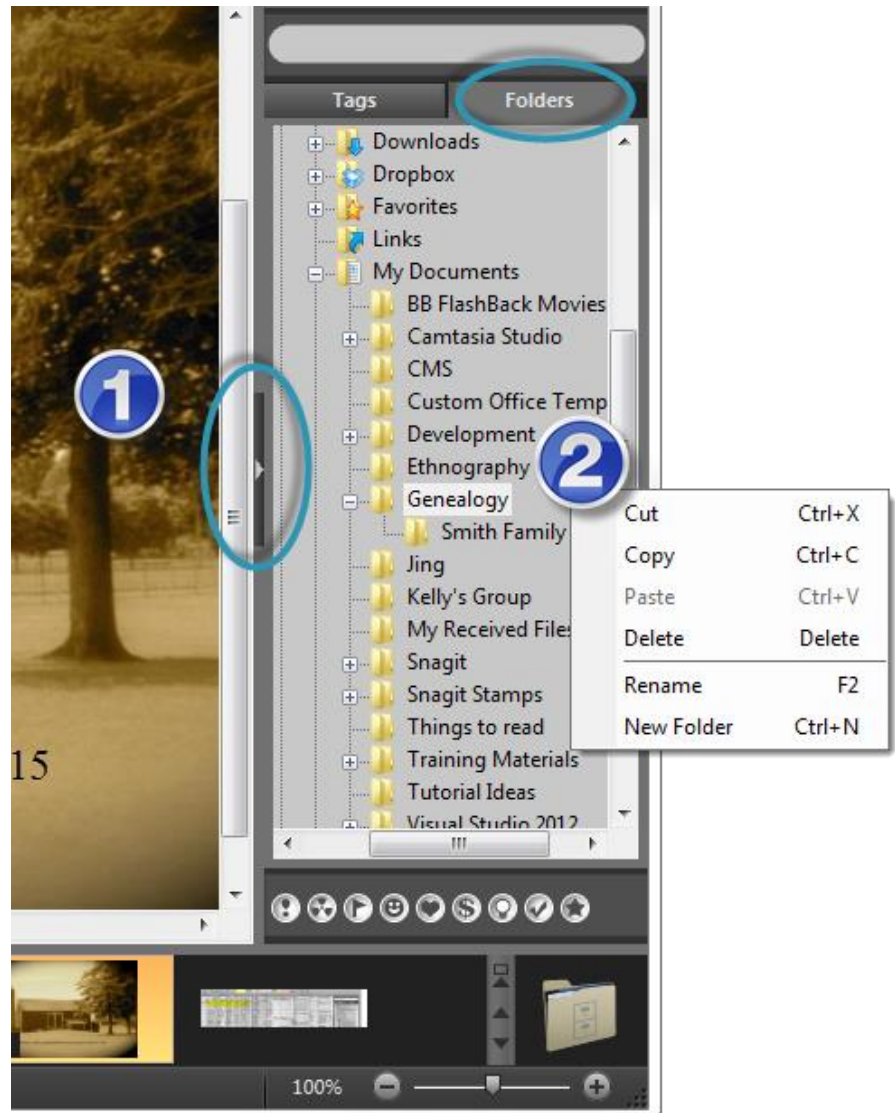 Tags Folders
Downloads
Dropbox
Favorites
Links
My Documents
BB FlashBack Movies
Camtasia Studio
CMS
Custom Office Temp
Development
Ethnography
Genealogy
Smith Family
Jing
Kelly's Group
My Received File
Snagit
Snagit Stamps
Things to read
Training Materials
Tutorial Ideas
Visual Studio 2012
1
2
Cut Ctrl+X
Copy Ctrl+C
Paste Ctrl+V
Delete Delete
Rename F2
New Folder Ctrl+N
15
100%